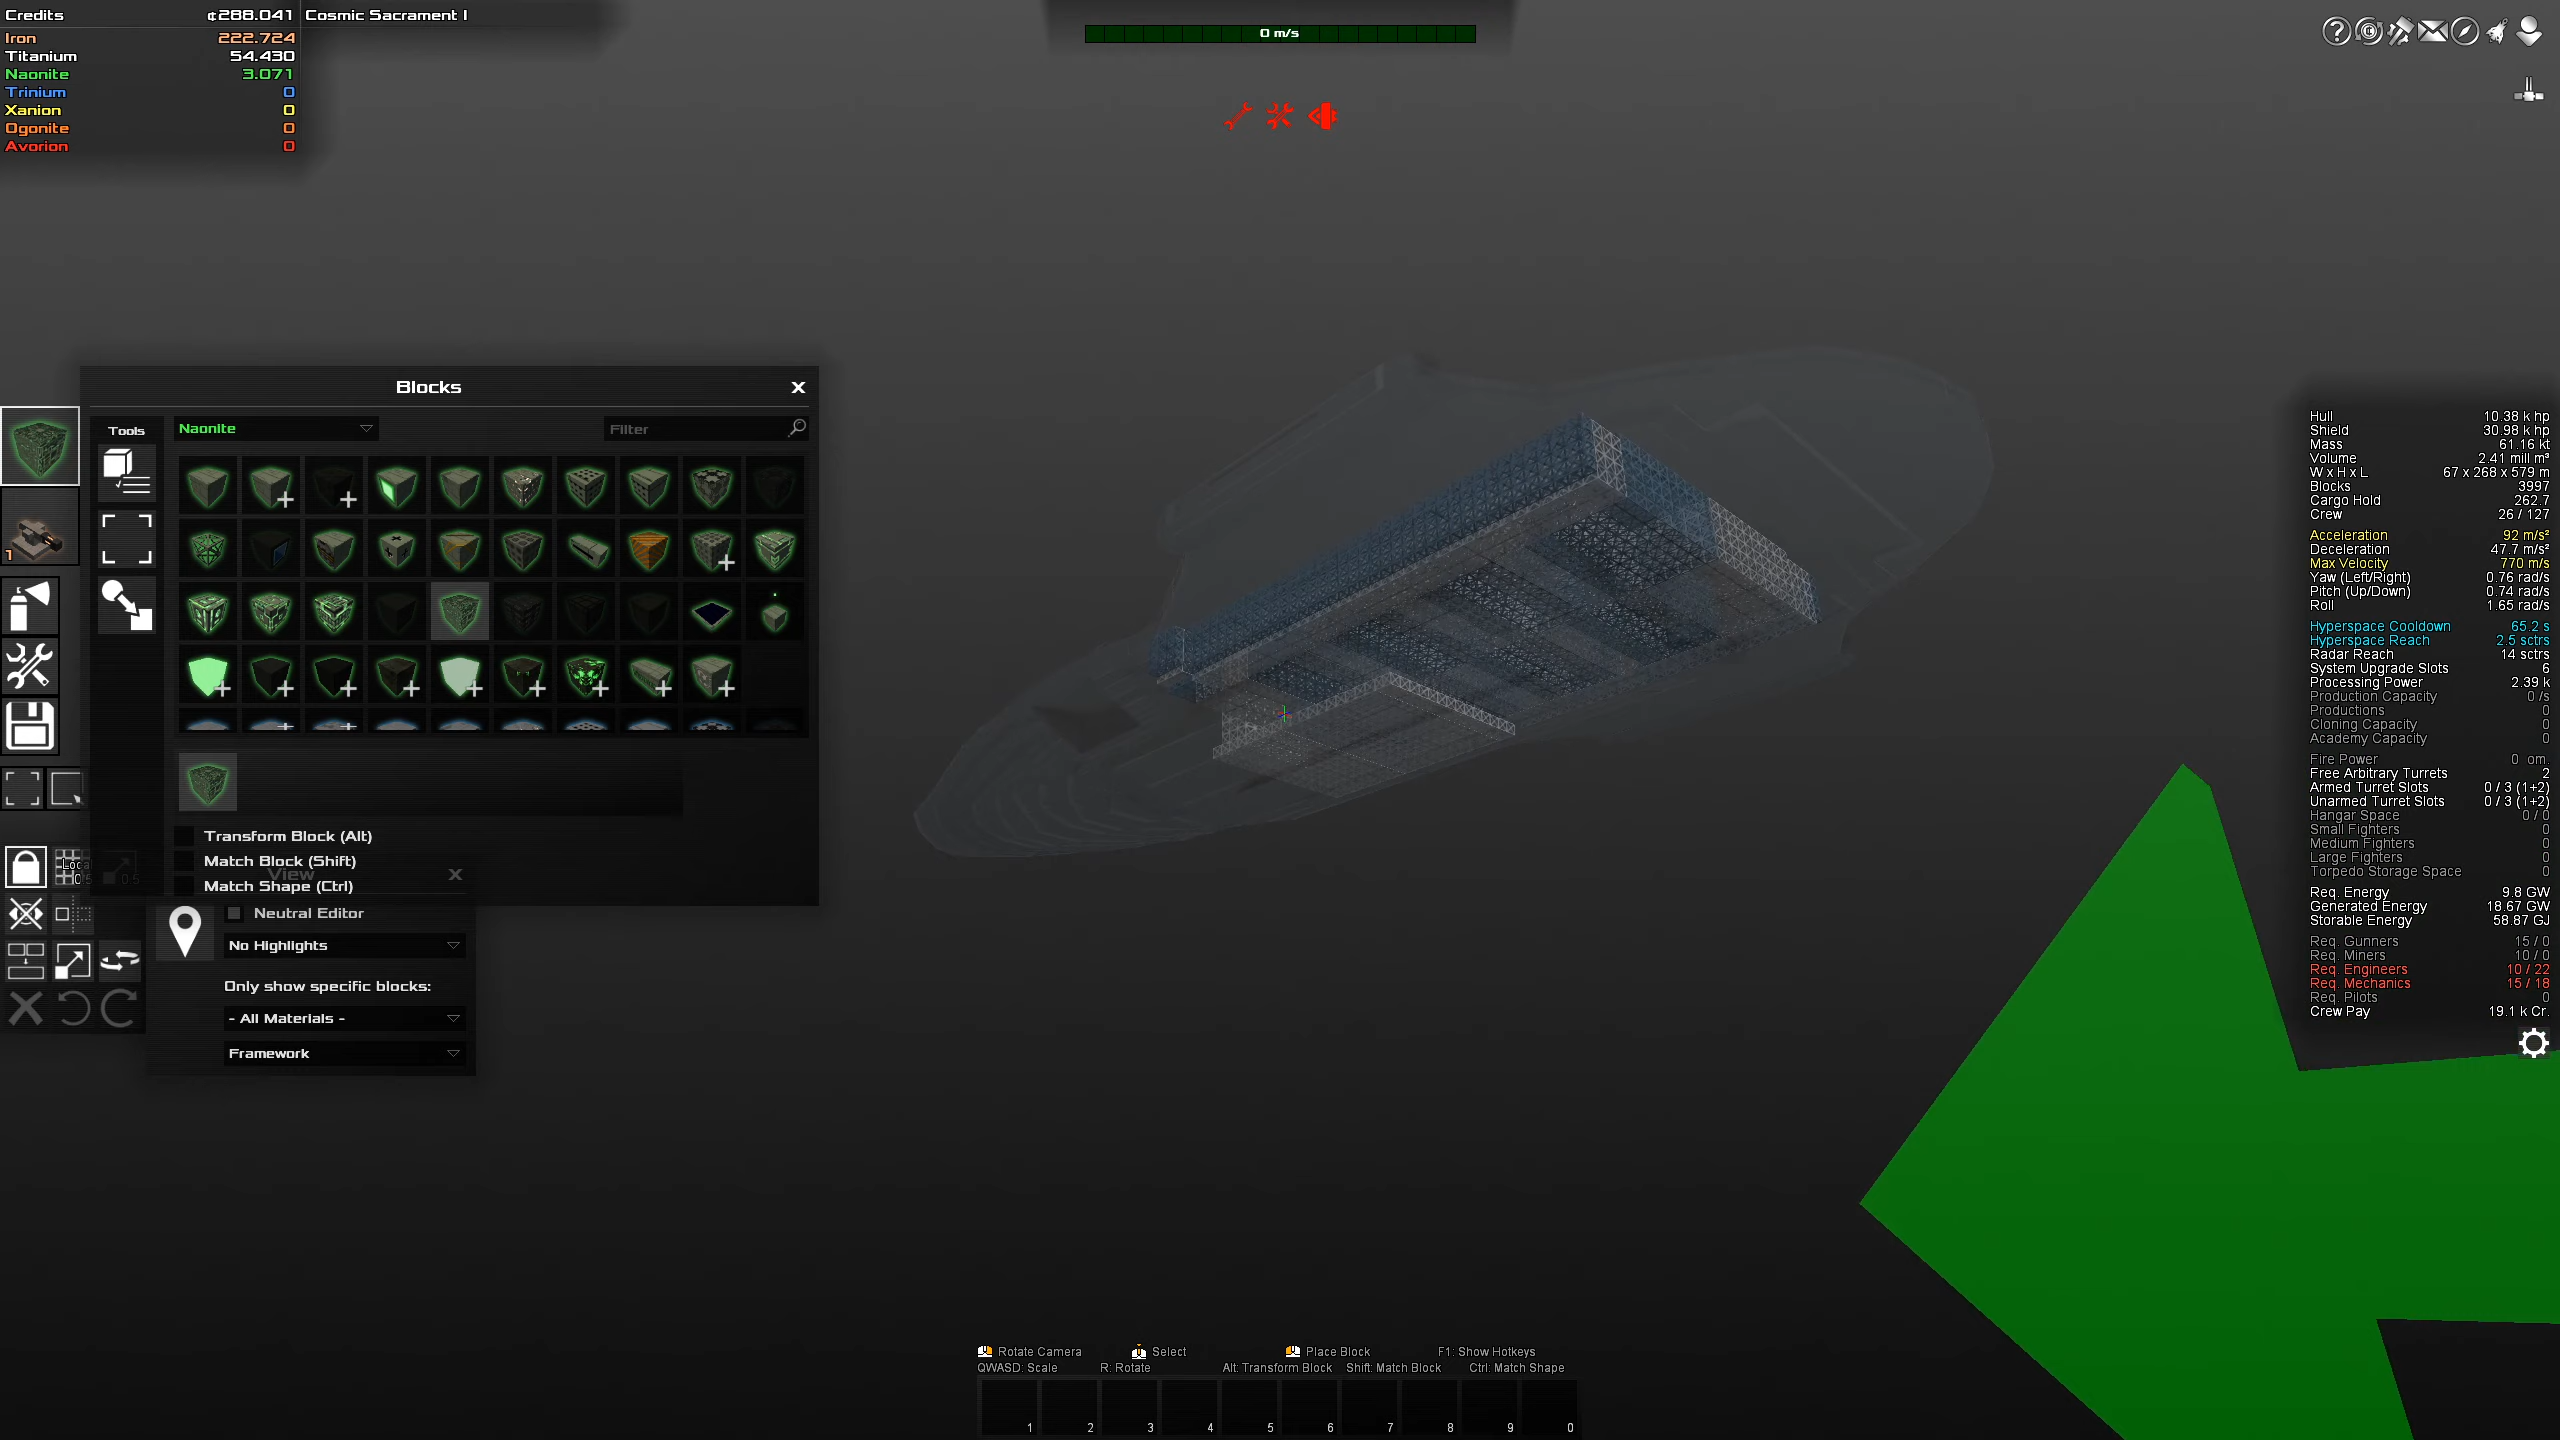 Credits ¢288.041
Cosmic Sacrament I
Iron 222.724
Titanium 54.430
Naonite 3.071
Trinium 0
Xanion 0
Ogonite 0
Avorion 0
0 m/s
Blocks
X
Tools
Naonite
Filter
1
Transform Block (Alt)
Match Block (Shift)
Match Shape (Ctrl)
View
X
Neutral Editor
No Highlights
Only show specific blocks:
- All Materials -
Framework
Hull 10.38 k hp
Shield 30.98 k hp
Mass 61.16 kt
Volume 2.41 mill m³
W x H x L 67 x 268 x 579 m
Blocks 3997
Cargo Hold 262.7
Crew 26 / 127
Acceleration 92 m/s²
Deceleration 47.7 m/s²
Max Velocity 770 m/s
Yaw (Left/Right) 0.76 rad/s
Pitch (Up/Down) 0.74 rad/s
Roll 1.65 rad/s
Hyperspace Cooldown 65.2 s
Hyperspace Reach 2.5 sctrs
Radar Reach 14 sctrs
System Upgrade Slots 6
Processing Power 2.39 k
Production Capacity 0 /s
Productions 0
Cloning Capacity 0
Academy Capacity 0
Fire Power 0 om.
Free Arbitrary Turrets 2
Armed Turret Slots 0 / 3 (1+2)
Unarmed Turret Slots 0 / 3 (1+2)
Hangar Space 0 / 0
Small Fighters 0
Medium Fighters 0
Large Fighters 0
Torpedo Storage Space 0
Req. Energy 9.8 GW
Generated Energy 18.67 GW
Storable Energy 58.87 GJ
Req. Gunners 15 / 0
Req. Miners 10 / 0
Req. Engineers 10 / 22
Req. Mechanics 15 / 18
Req. Pilots 0
Crew Pay 19.1 k Cr.
Rotate Camera Select Place Block F1: Show Hotkeys
QWASD: Scale R: Rotate Alt: Transform Block Shift: Match Block Ctrl: Match Shape
1 2 3 4 5 6 7 8 9 0